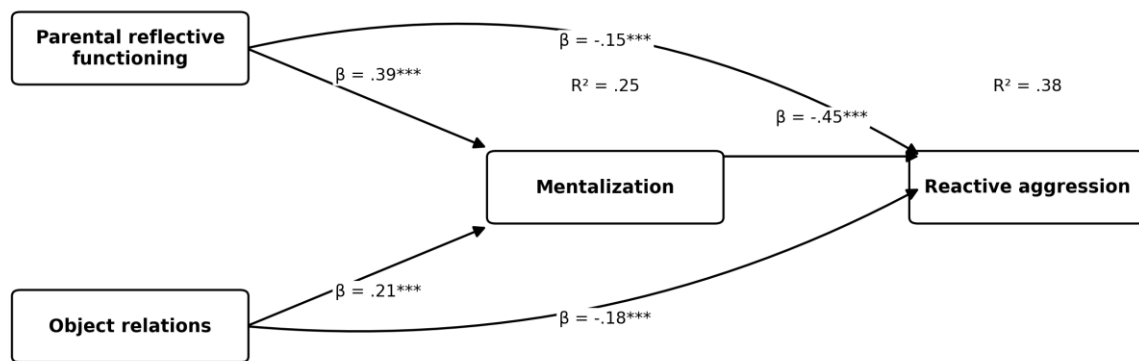 Parental reflective
functioning
β = -.15***
β = .39***
R² = .25
R² = .38
β = -.45***
Mentalization
Reactive aggression
β = .21***
Object relations
β = -.18***